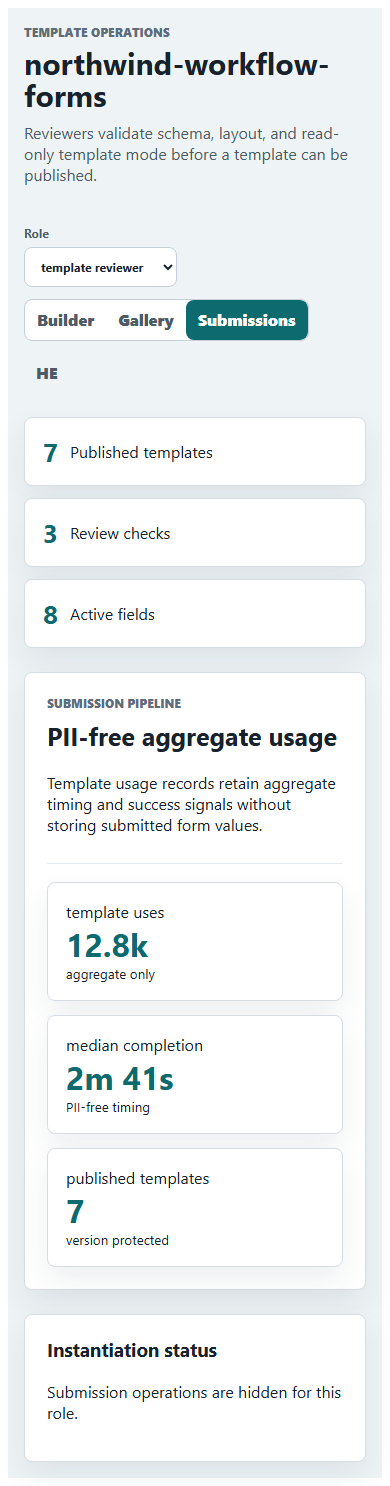 TEMPLATE OPERATIONS
northwind-workflow-
forms
Reviewers validate schema, layout, and read-
only template mode before a template can be
published.
Role
template reviewer
Builder Gallery Submissions
HE
7 Published templates
3 Review checks
8 Active fields
SUBMISSION PIPELINE
PII-free aggregate usage
Template usage records retain aggregate
timing and success signals without
storing submitted form values.
template uses
12.8k
aggregate only
median completion
2m 41s
PII-free timing
published templates
7
version protected
Instantiation status
Submission operations are hidden for this
role.